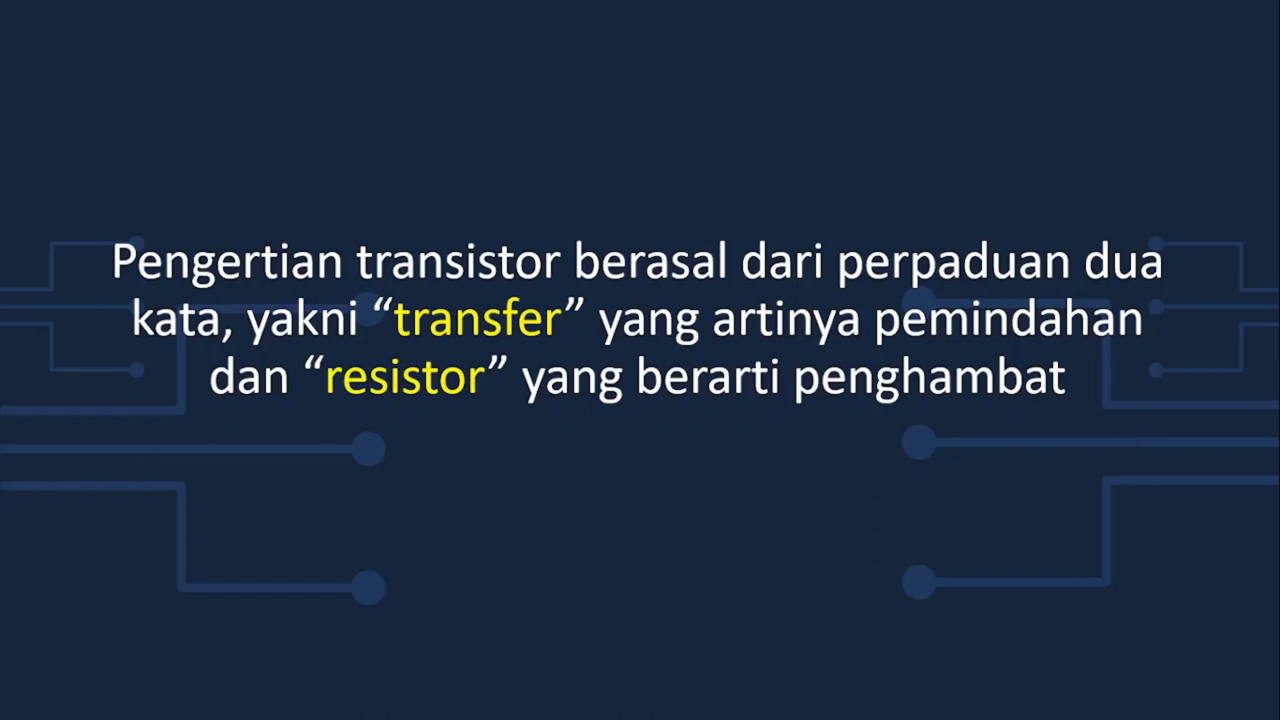 Pengertian transistor berasal dari perpaduan dua
kata, yakni “transfer” yang artinya pemindahan
dan “resistor” yang berarti penghambat